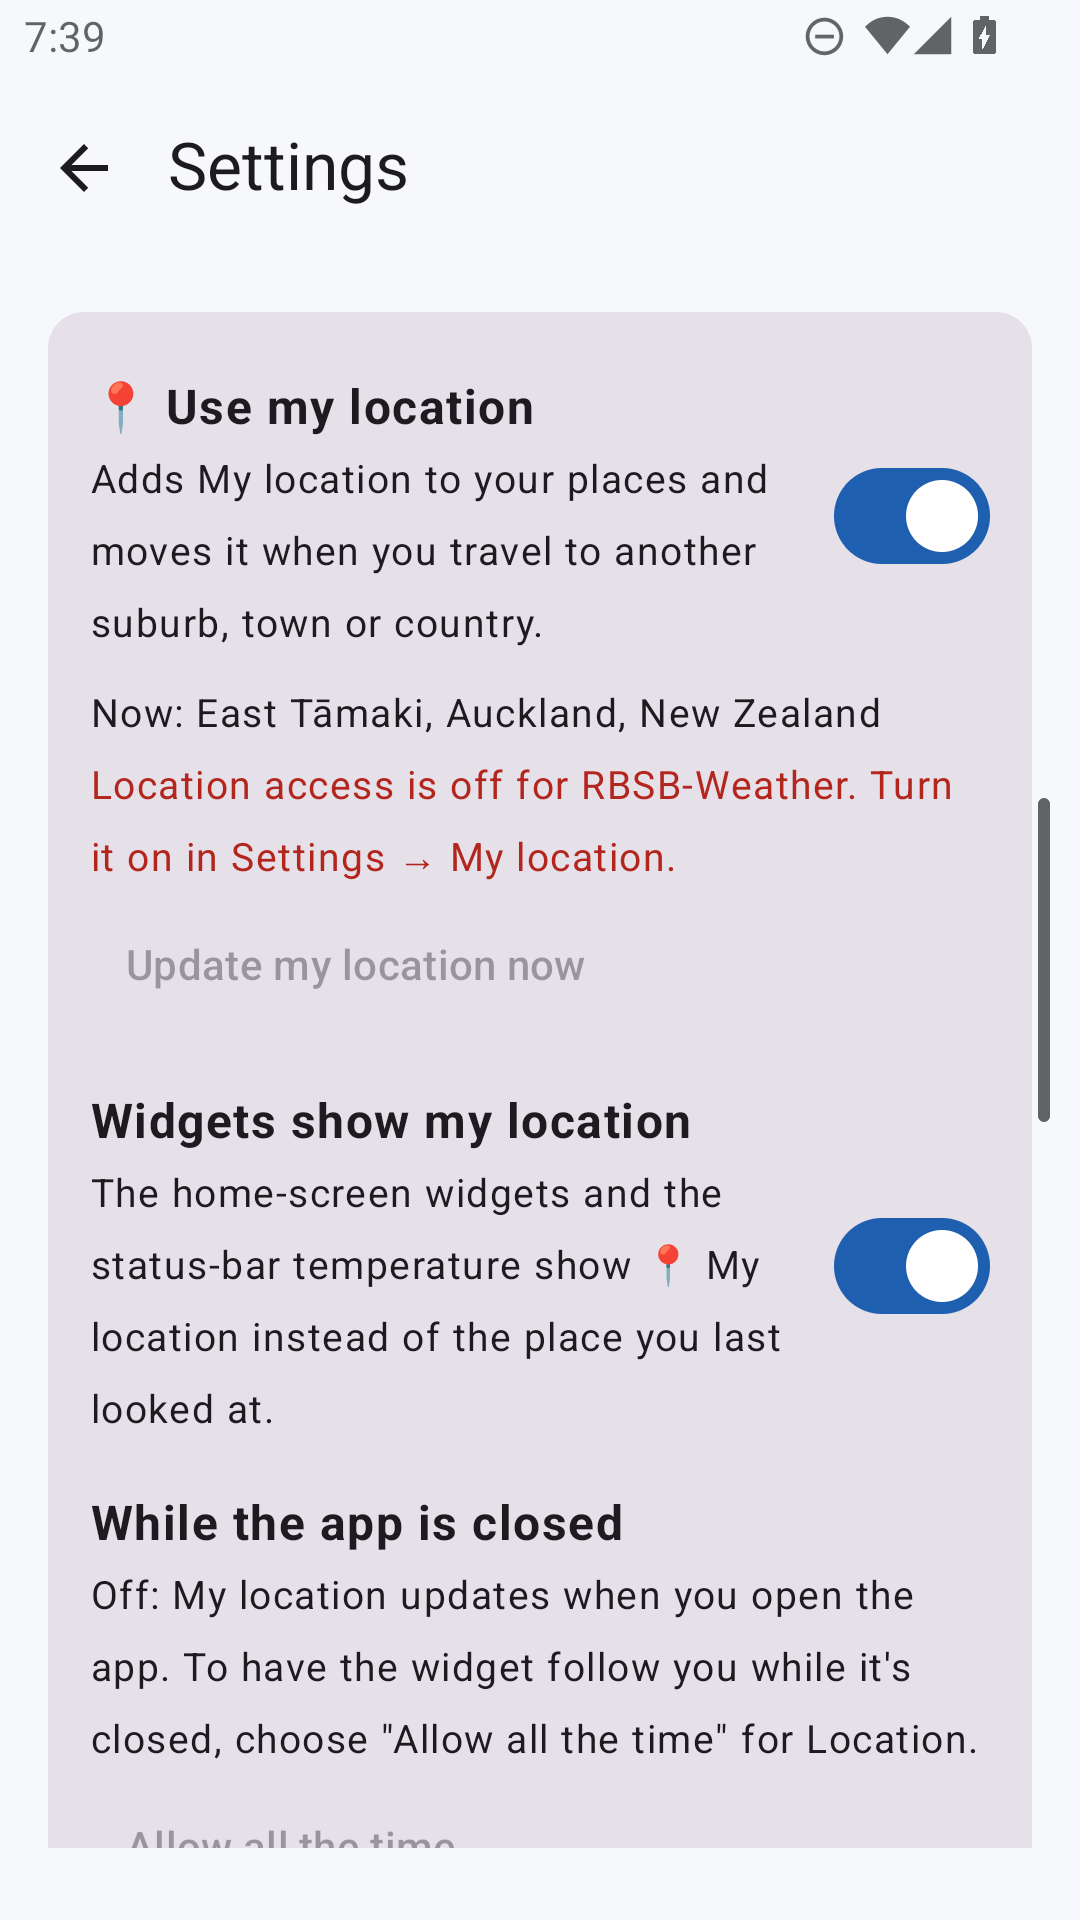 7:39
Settings
📍 Use my location
Adds My location to your places and
moves it when you travel to another
suburb, town or country.
Now: East Tāmaki, Auckland, New Zealand
Location access is off for RBSB-Weather. Turn
it on in Settings → My location.
Update my location now
Widgets show my location
The home-screen widgets and the
status-bar temperature show 📍 My
location instead of the place you last
looked at.
While the app is closed
Off: My location updates when you open the
app. To have the widget follow you while it's
closed, choose "Allow all the time" for Location.
Allow all the time